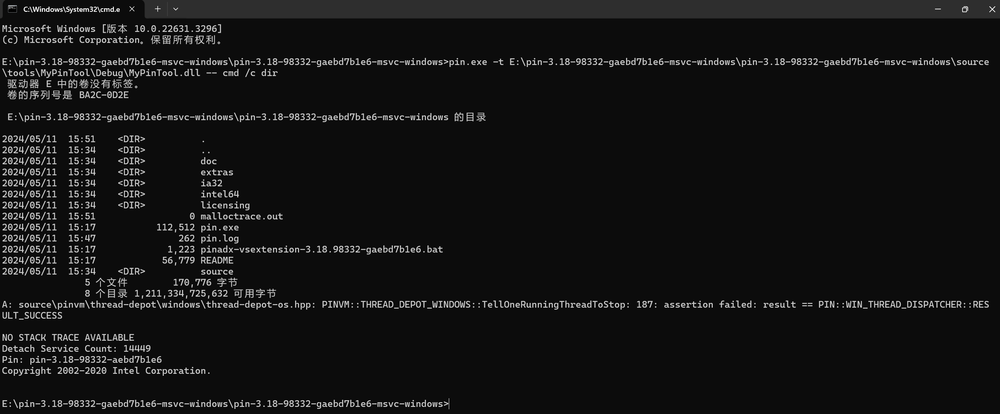 C:\Windows\System32\cmd.e
Microsoft Windows [版本 10.0.22631.3296]
(c) Microsoft Corporation。保留所有权利。
E:\pin-3.18-98332-gaebd7b1e6-msvc-windows\pin-3.18-98332-gaebd7b1e6-msvc-windows>pin.exe -t E:\pin-3.18-98332-gaebd7b1e6-msvc-windows\pin-3.18-98332-gaebd7b1e6-msvc-windows\source
\tools\MyPinTool\Debug\MyPinTool.dll -- cmd /c dir
驱动器 E 中的卷没有标签。
卷的序列号是 BA2C-0D2E
E:\pin-3.18-98332-gaebd7b1e6-msvc-windows\pin-3.18-98332-gaebd7b1e6-msvc-windows 的目录
2024/05/11  15:51    <DIR>          .
2024/05/11  15:34    <DIR>          ..
2024/05/11  15:34    <DIR>          doc
2024/05/11  15:34    <DIR>          extras
2024/05/11  15:34    <DIR>          ia32
2024/05/11  15:34    <DIR>          intel64
2024/05/11  15:34    <DIR>          licensing
2024/05/11  15:51                 0 malloctrace.out
2024/05/11  15:17           112,512 pin.exe
2024/05/11  15:47               262 pin.log
2024/05/11  15:17             1,223 pinadx-vsextension-3.18.98332-gaebd7b1e6.bat
2024/05/11  15:17            56,779 README
2024/05/11  15:34    <DIR>          source
5 个文件        170,776 字节
8 个目录 1,211,334,725,632 可用字节
A: source\pinvm\thread-depot\windows\thread-depot-os.hpp: PINVM::THREAD_DEPOT_WINDOWS::TellOneRunningThreadToStop: 187: assertion failed: result == PIN::WIN_THREAD_DISPATCHER::RES
ULT_SUCCESS
NO STACK TRACE AVAILABLE
Detach Service Count: 14449
Pin: pin-3.18-98332-aebd7b1e6
Copyright 2002-2020 Intel Corporation.
E:\pin-3.18-98332-gaebd7b1e6-msvc-windows\pin-3.18-98332-gaebd7b1e6-msvc-windows>